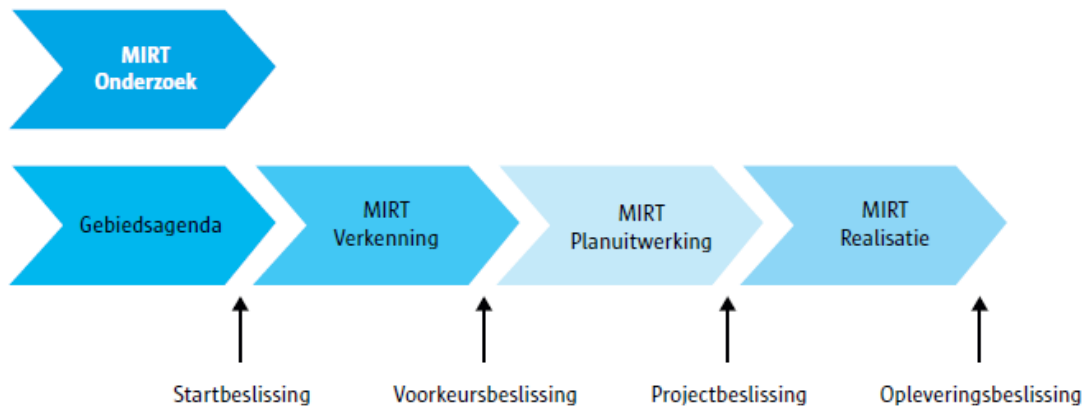 MIRT
Onderzoek
Gebiedsagenda
MIRT
Verkenning
MIRT
Planuitwerking
MIRT
Realisatie
Startbeslissing
Voorkeursbeslissing
Projectbeslissing
Opleveringsbeslissing